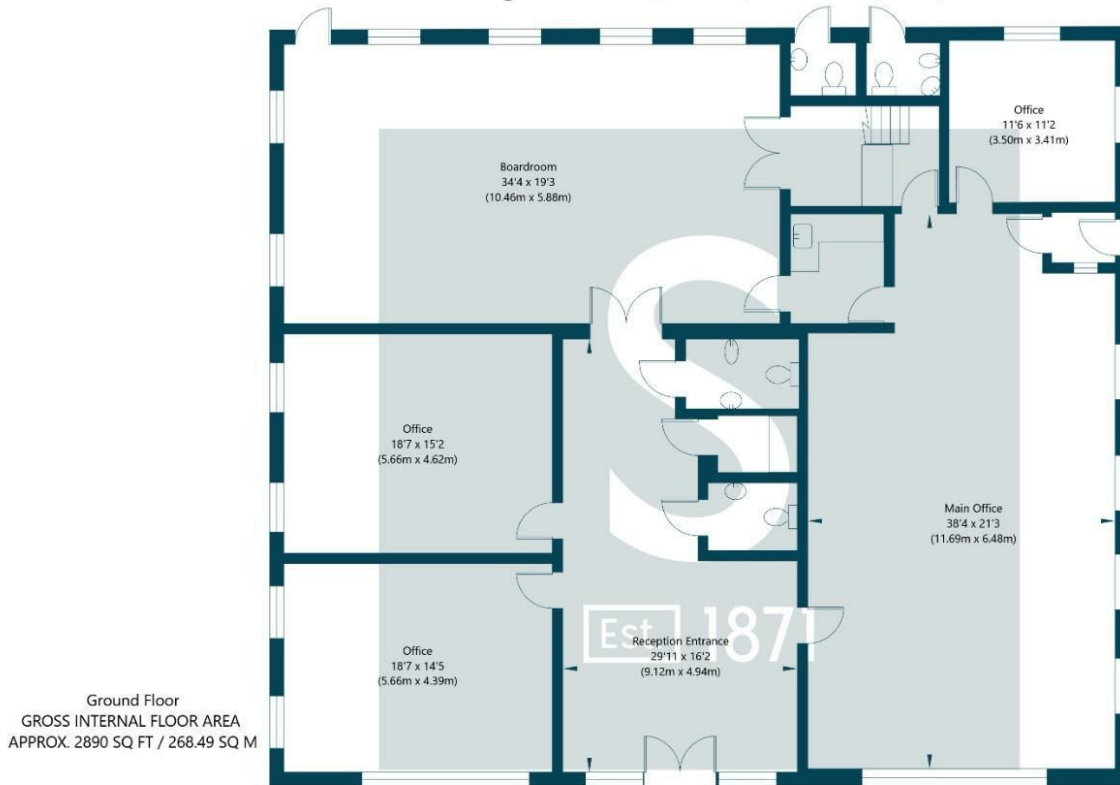 Boardroom
34'4 x 19'3
(10.46m x 5.88m)
Office
11'6 x 11'2
(3.50m x 3.41m)
Office
18'7 x 15'2
(5.66m x 4.62m)
Main Office
38'4 x 21'3
(11.69m x 6.48m)
Office
18'7 x 14'5
(5.66m x 4.39m)
Est. 1871
Reception Entrance
29'11 x 16'2
(9.12m x 4.94m)
Ground Floor
GROSS INTERNAL FLOOR AREA
APPROX. 2890 SQ FT / 268.49 SQ M
S